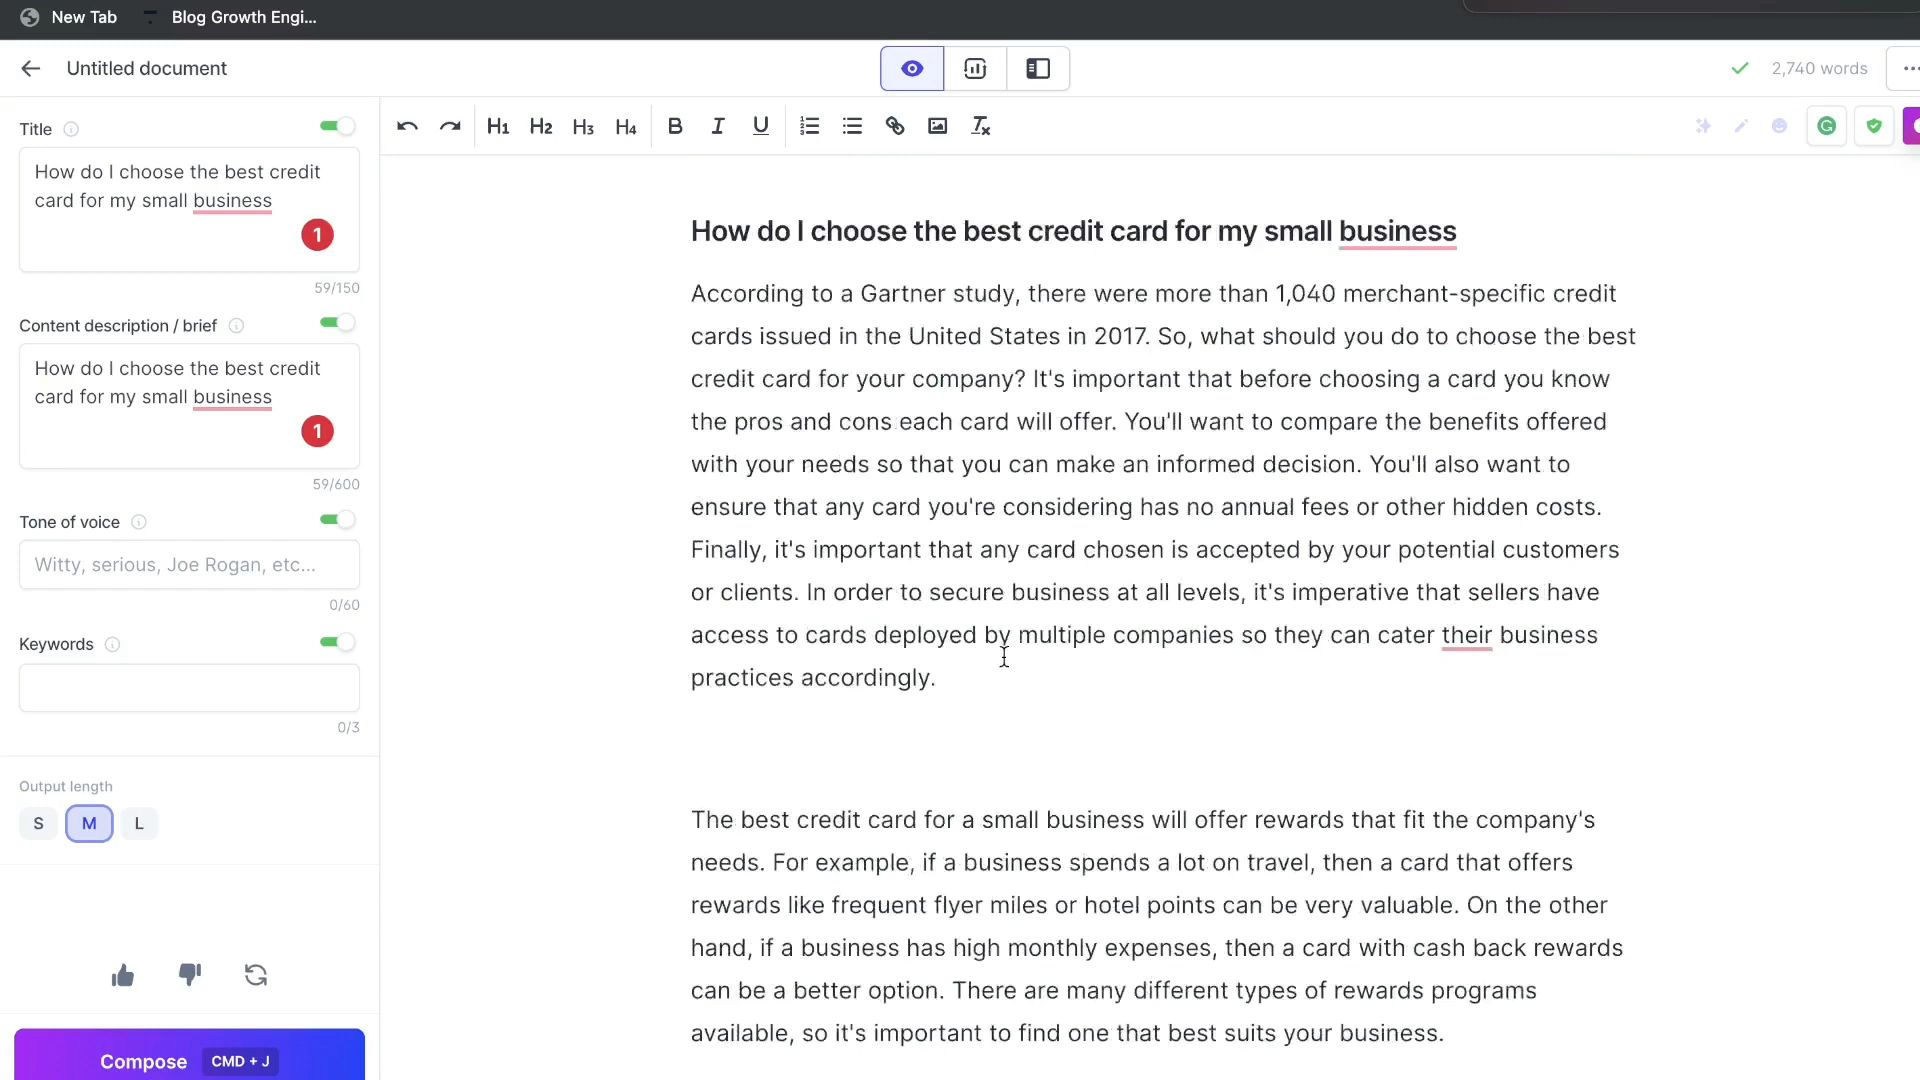 New Tab
Blog Growth Engi...
Untitled document
2,740 words
Title
How do I choose the best credit
card for my small business
1
59/150
Content description / brief
How do I choose the best credit
card for my small business
1
59/600
Tone of voice
Witty, serious, Joe Rogan, etc...
0/60
Keywords
0/3
Output length
S M L
Compose CMD + J
H1 H2 H3 H4 B I U
How do I choose the best credit card for my small business
According to a Gartner study, there were more than 1,040 merchant-specific credit
cards issued in the United States in 2017. So, what should you do to choose the best
credit card for your company? It's important that before choosing a card you know
the pros and cons each card will offer. You'll want to compare the benefits offered
with your needs so that you can make an informed decision. You'll also want to
ensure that any card you're considering has no annual fees or other hidden costs.
Finally, it's important that any card chosen is accepted by your potential customers
or clients. In order to secure business at all levels, it's imperative that sellers have
access to cards deployed by multiple companies so they can cater their business
practices accordingly.
The best credit card for a small business will offer rewards that fit the company's
needs. For example, if a business spends a lot on travel, then a card that offers
rewards like frequent flyer miles or hotel points can be very valuable. On the other
hand, if a business has high monthly expenses, then a card with cash back rewards
can be a better option. There are many different types of rewards programs
available, so it's important to find one that best suits your business.